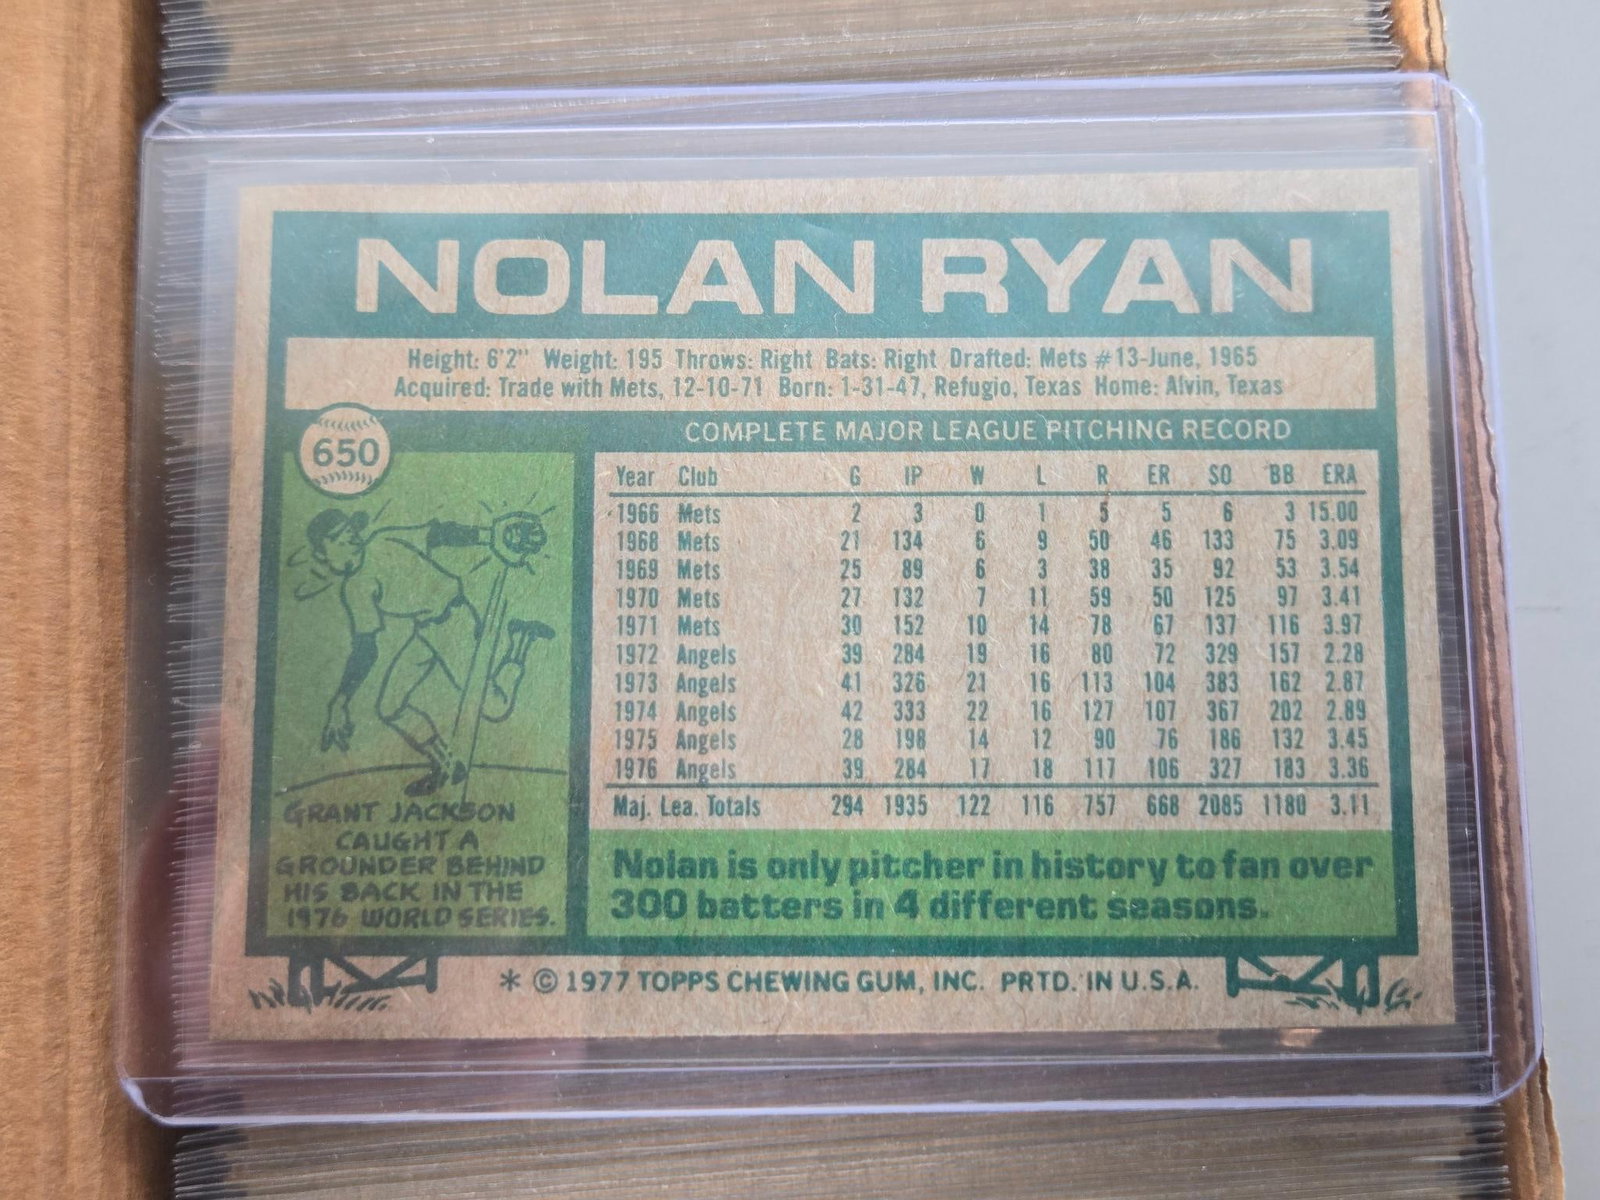 NOLAN RYAN
Height: 6'2" Weight: 195 Throws: Right Bats: Right Drafted: Mets #13-June, 1965
Acquired: Trade with Mets, 12-10-71 Born: 1-31-47, Refugio, Texas Home: Alvin, Texas
650
COMPLETE MAJOR LEAGUE PITCHING RECORD
Year Club G IP W L R ER SO BB ERA
1966 Mets 2 3 0 1 5 5 6 3 15.00
1968 Mets 21 134 6 9 50 46 133 75 3.09
1969 Mets 25 89 6 3 38 35 92 53 3.54
1970 Mets 27 132 7 11 59 50 125 97 3.41
1971 Mets 30 152 10 14 78 67 137 116 3.97
1972 Angels 39 284 19 16 80 72 329 157 2.28
1973 Angels 41 326 21 16 113 104 383 162 2.87
1974 Angels 42 333 22 16 127 107 367 202 2.89
1975 Angels 28 198 14 12 90 76 186 132 3.45
1976 Angels 39 284 17 18 117 106 327 183 3.36
Maj. Lea. Totals 294 1935 122 116 757 668 2085 1180 3.11
GRANT JACKSON
CAUGHT A
GROUNDER BEHIND
HIS BACK IN THE
1976 WORLD SERIES.
Nolan is only pitcher in history to fan over
300 batters in 4 different seasons.
* © 1977 TOPPS CHEWING GUM, INC. PRTD. IN U.S.A.